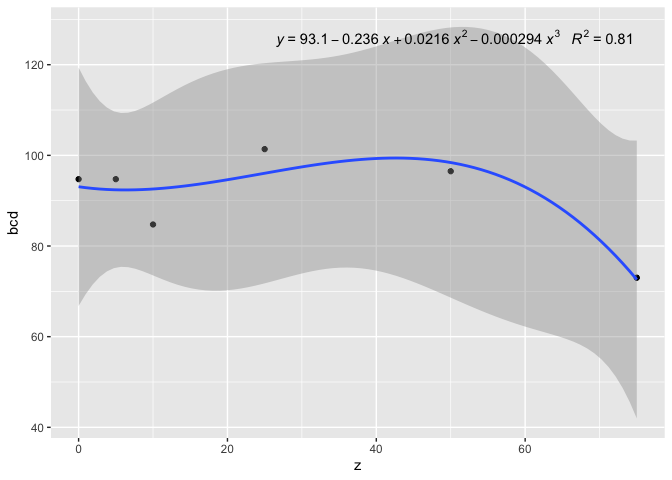 y = 93.1 – 0.236 x + 0.0216 x² – 0.000294 x³   R² = 0.81
120
100
80
60
40
bcd
0 20 40 60
z